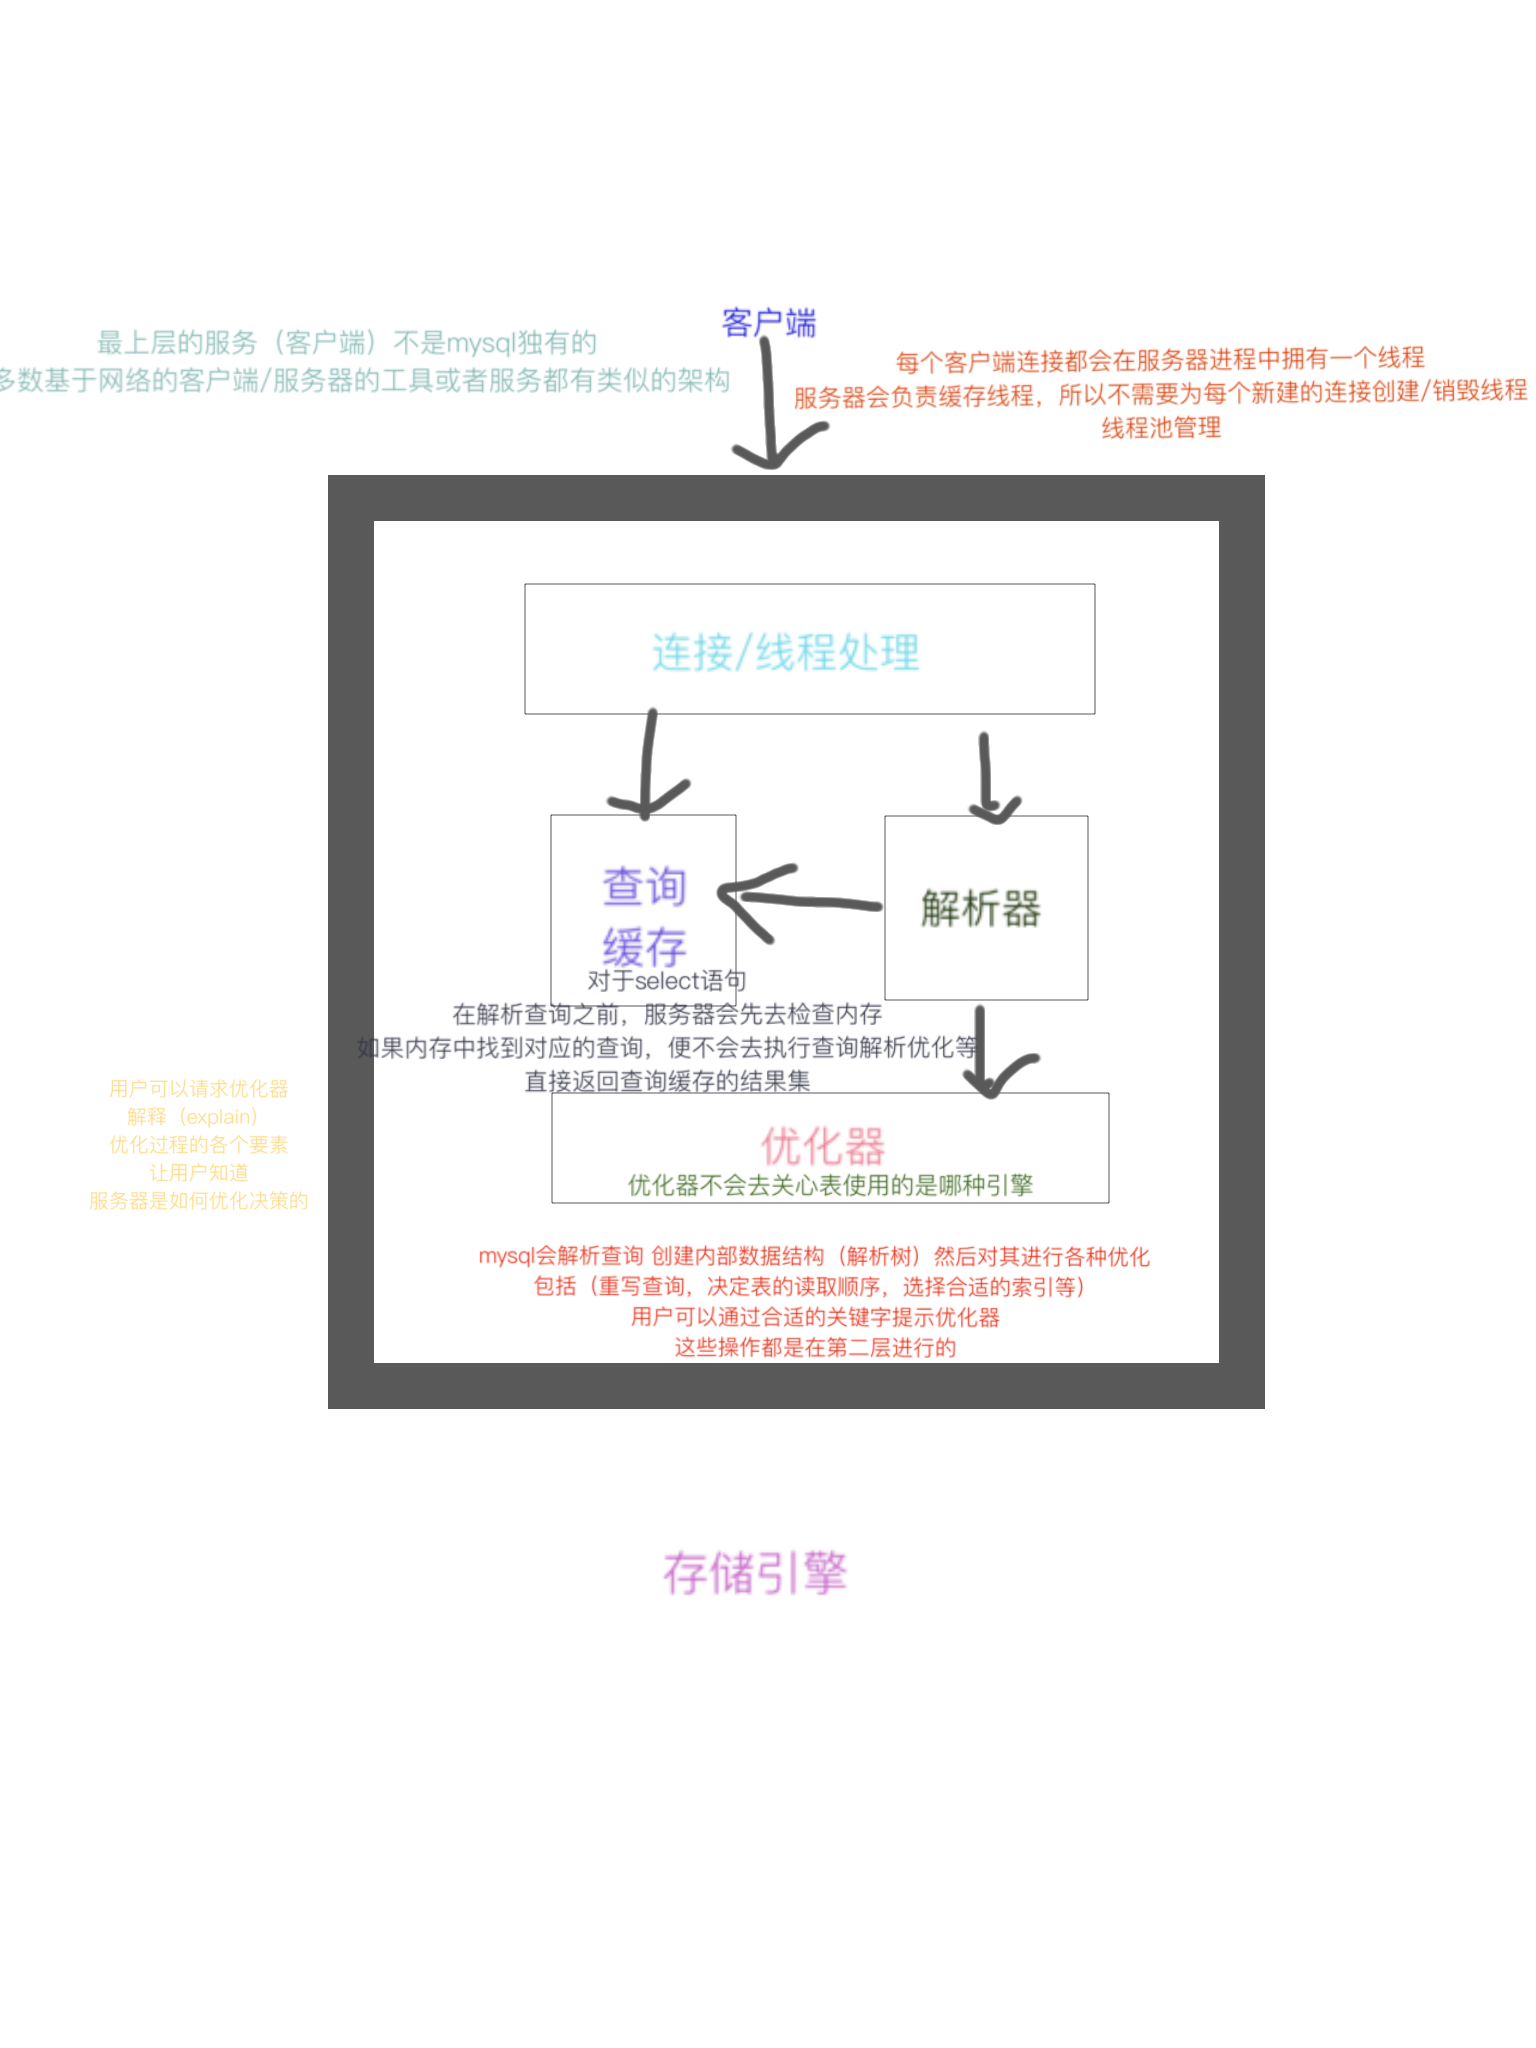 客户端
最上层的服务（客户端）不是mysql独有的
多数基于网络的客户端/服务器的工具或者服务都有类似的架构
每个客户端连接都会在服务器进程中拥有一个线程
服务器会负责缓存线程，所以不需要为每个新建的连接创建/销毁线程
线程池管理
连接/线程处理
查询
缓存
解析器
对于select语句
在解析查询之前，服务器会先去检查内存
如果内存中找到对应的查询，便不会去执行查询解析优化等
直接返回查询缓存的结果集
用户可以请求优化器
解释（explain）
优化过程的各个要素
让用户知道
服务器是如何优化决策的
优化器
优化器不会去关心表使用的是哪种引擎
mysql会解析查询 创建内部数据结构（解析树）然后对其进行各种优化
包括（重写查询，决定表的读取顺序，选择合适的索引等）
用户可以通过合适的关键字提示优化器
这些操作都是在第二层进行的
存储引擎